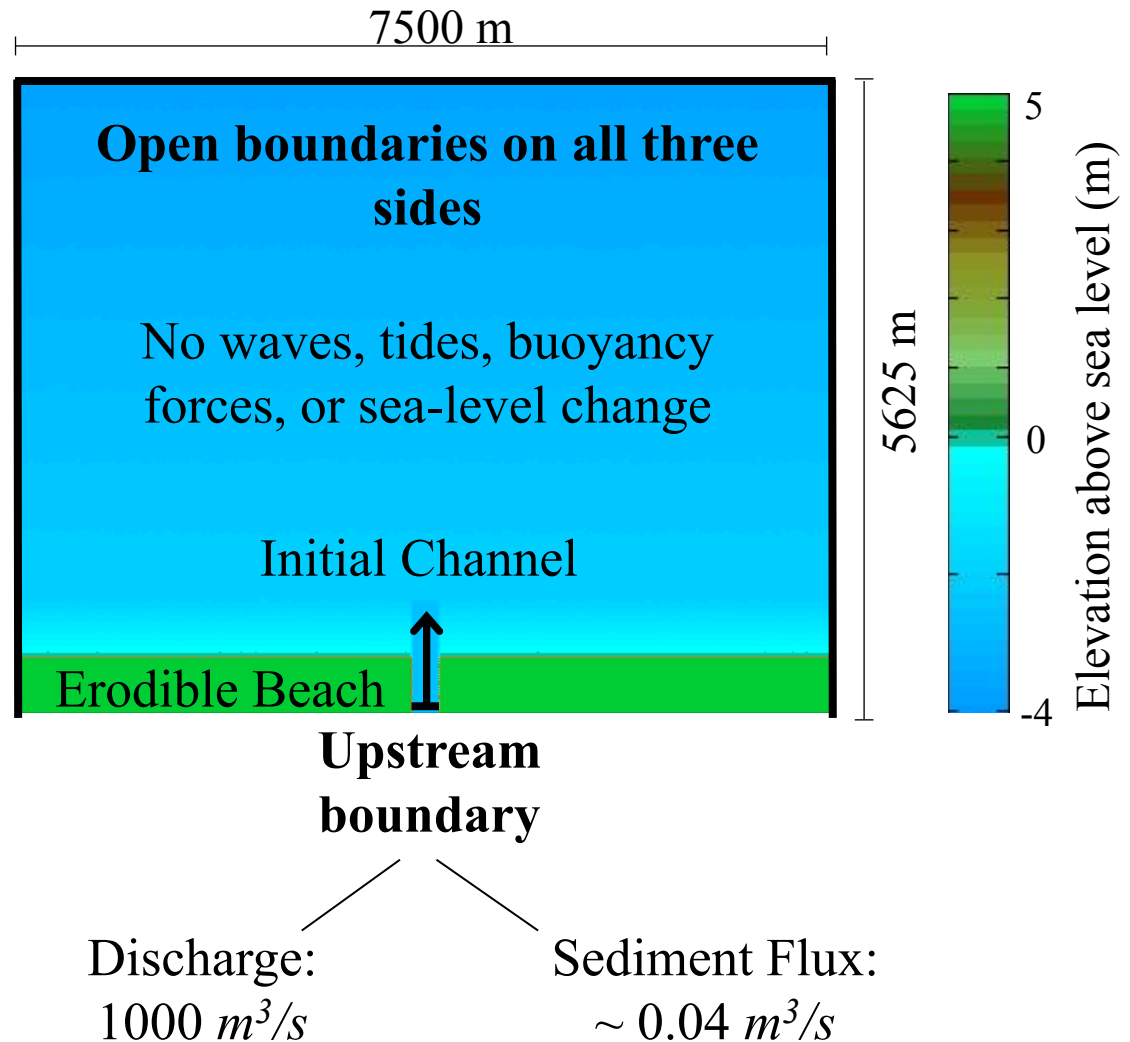 7500 m
Open boundaries on all three
sides
No waves, tides, buoyancy
forces, or sea-level change
Initial Channel
Erodible Beach
Upstream
boundary
Discharge:
1000 m³/s
Sediment Flux:
~ 0.04 m³/s
5625 m
5
0
-4
Elevation above sea level (m)